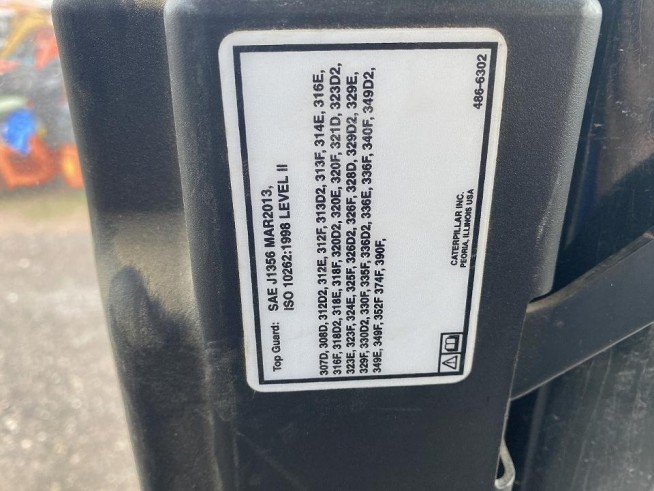 Top Guard: SAE J1356 MAR2013,
ISO 10262:1998 LEVEL II
307D, 308D, 312D2, 312E, 312F, 313D2, 313F, 314E, 316E,
316F, 318D2, 318E, 318F, 320D2, 320E, 320F, 321D, 323D2,
323E, 323F, 324E, 325F, 326D2, 326F, 328D, 329D2, 329E,
329F, 330D2, 330F, 335F, 336D2, 336E, 336F, 340F, 349D2,
349E, 349F, 352F 374F, 390F,
CATERPILLAR INC.
PEORIA, ILLINOIS USA
486-6302